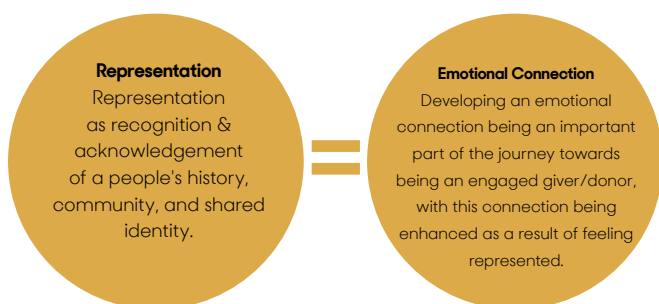 Representation
Representation
as recognition &
acknowledgement
of a people's history,
community, and shared
identity.
=
Emotional Connection
Developing an emotional
connection being an important
part of the journey towards
being an engaged giver/donor,
with this connection being
enhanced as a result of feeling
represented.